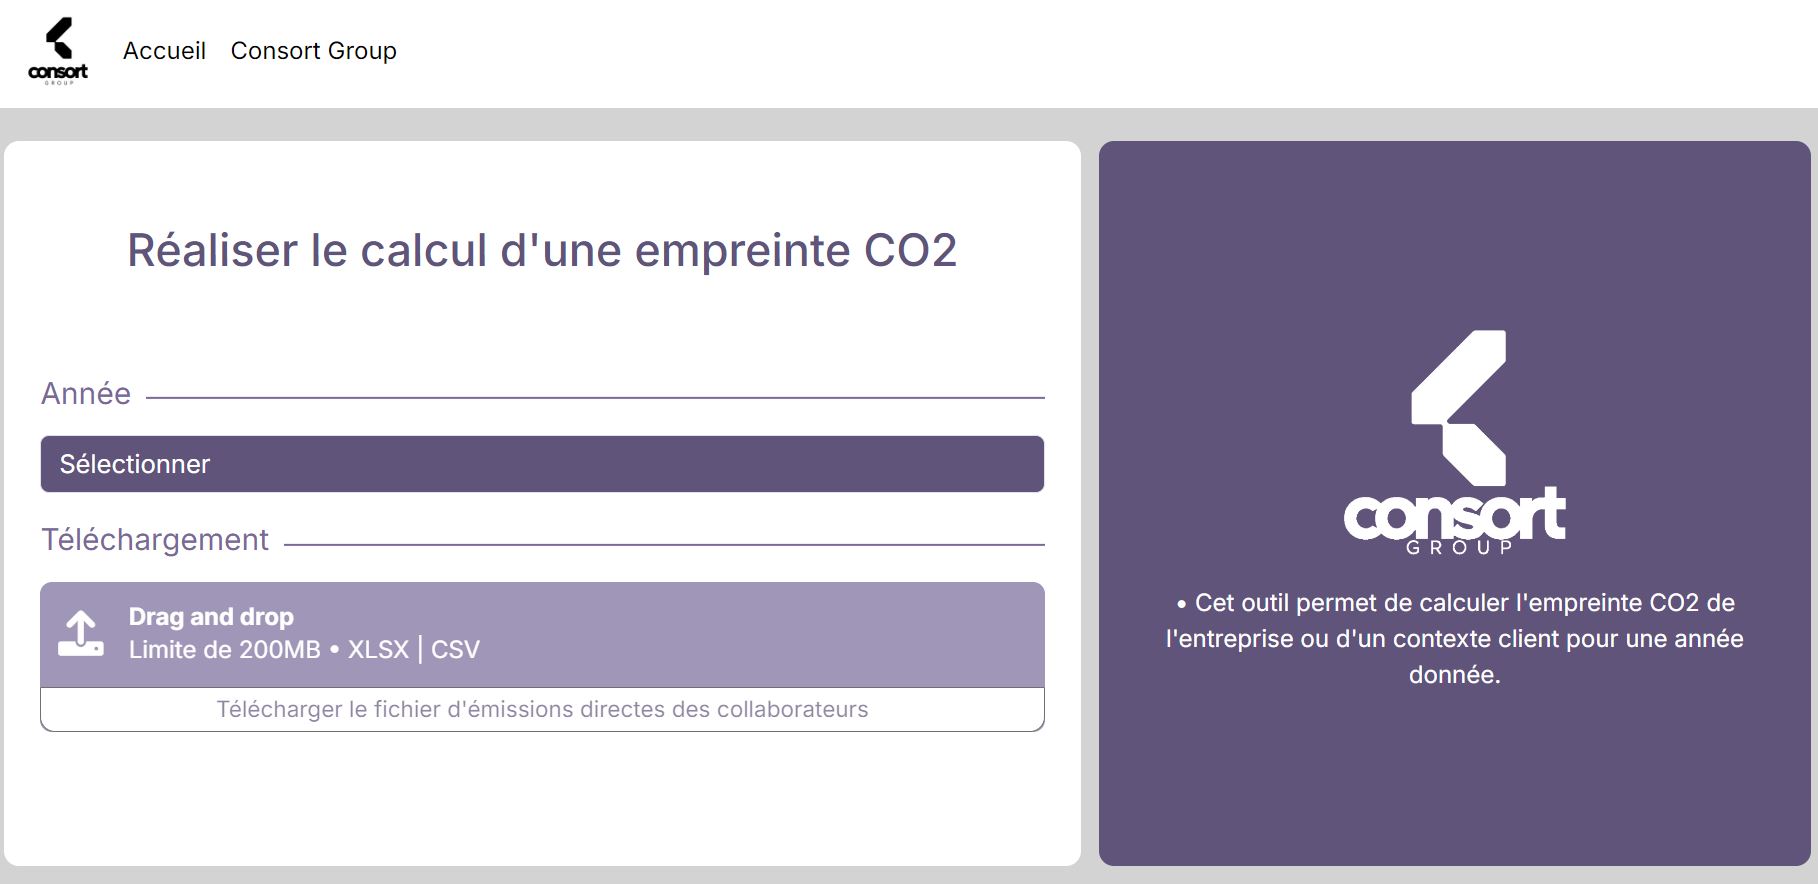 consort
GROUP
Accueil Consort Group
Réaliser le calcul d'une empreinte CO2
Année
Sélectionner
Téléchargement
Drag and drop
Limite de 200MB • XLSX | CSV
Télécharger le fichier d'émissions directes des collaborateurs
consort
GROUP
• Cet outil permet de calculer l'empreinte CO2 de
l'entreprise ou d'un contexte client pour une année
donnée.